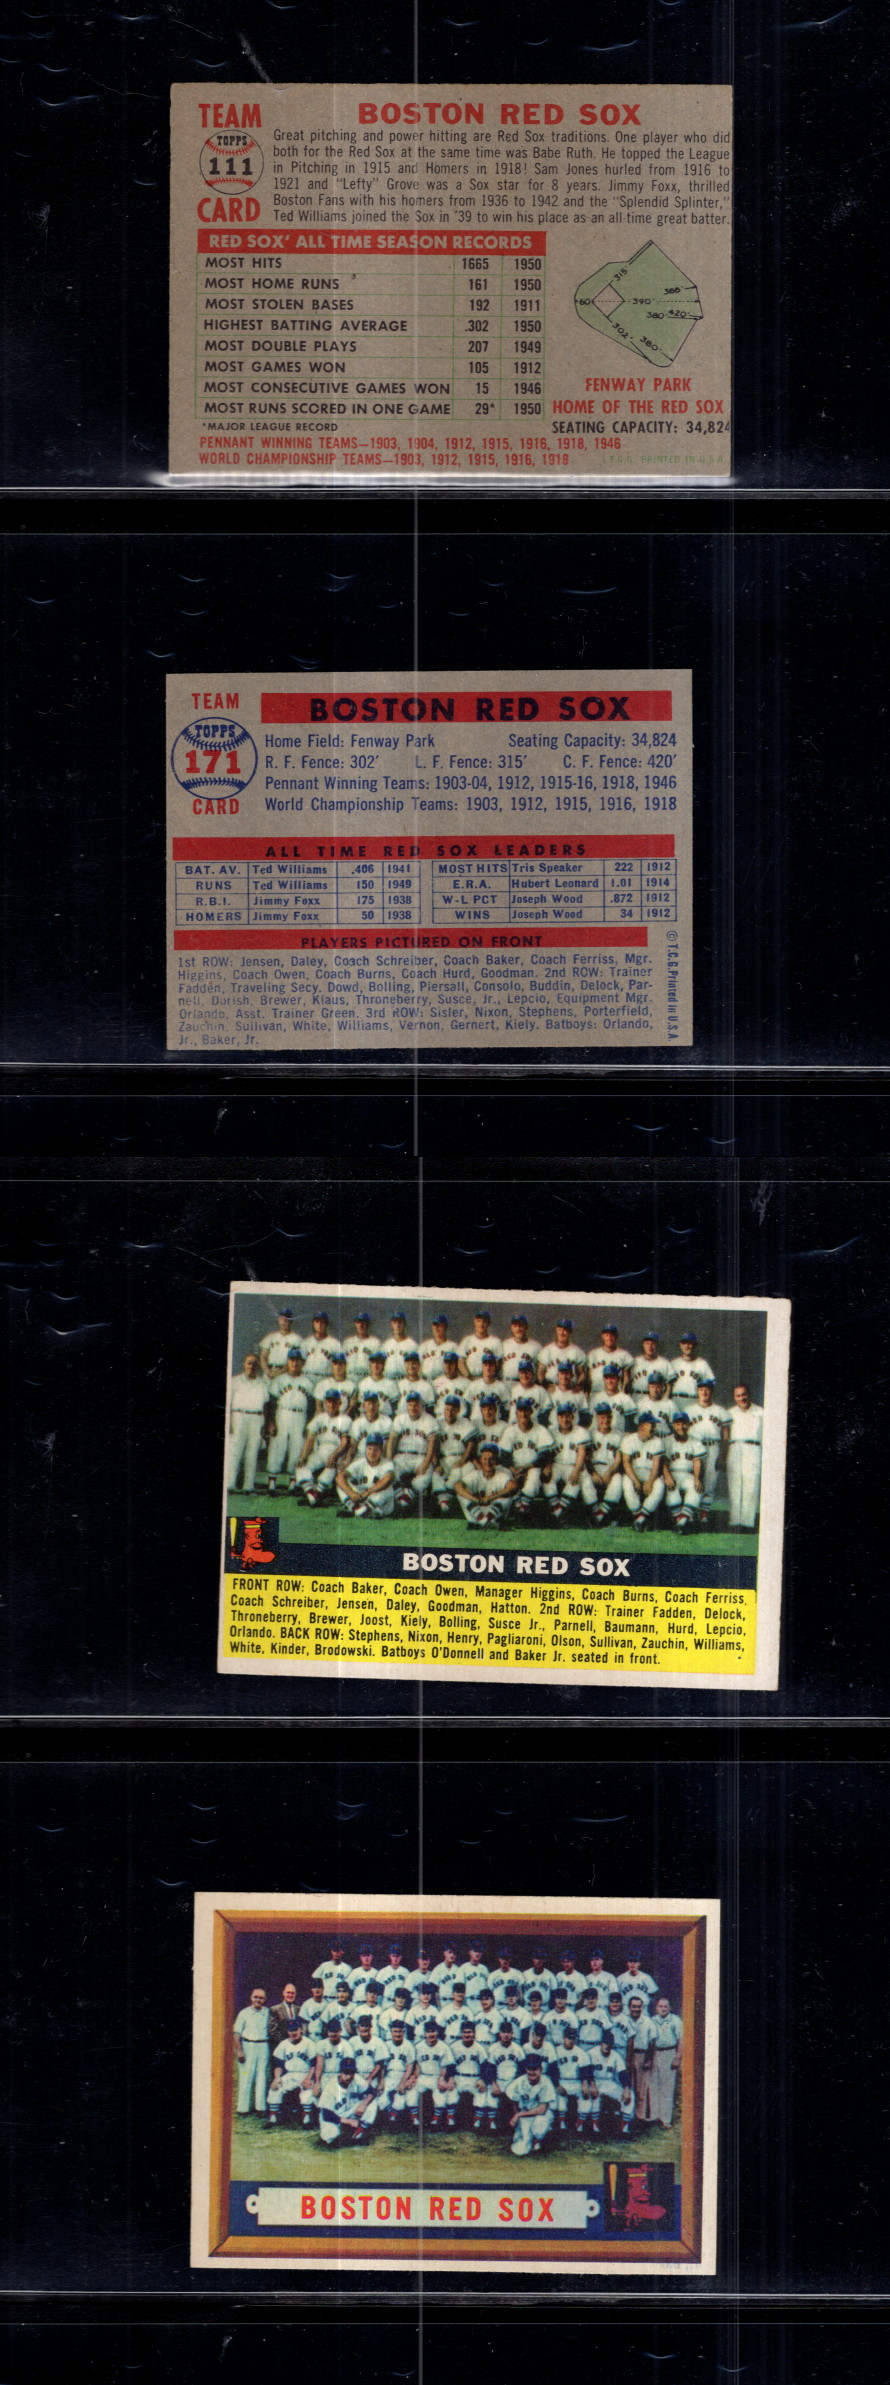 TEAM
TOPPS
111
CARD
BOSTON RED SOX
Great pitching and power hitting are Red Sox traditions. One player who did
both for the Red Sox at the same time was Babe Ruth. He topped the League
in Pitching in 1915 and Homers in 1918! Sam Jones hurled from 1916 to
1921 and "Lefty" Grove was a Sox star for 8 years. Jimmy Foxx, thrilled
Boston Fans with his homers from 1936 to 1942 and the "Splendid Splinter,"
Ted Williams joined the Sox in '39 to win his place as an all-time great batter.
RED SOX' ALL TIME SEASON RECORDS
MOST HITS 1665 1950
MOST HOME RUNS 161 1950
MOST STOLEN BASES 192 1911
HIGHEST BATTING AVERAGE .302 1950
MOST DOUBLE PLAYS 207 1949
MOST GAMES WON 105 1912
MOST CONSECUTIVE GAMES WON 15 1946
MOST RUNS SCORED IN ONE GAME 29* 1950
*MAJOR LEAGUE RECORD
315'
60'
390'
380'
420'
302'
380'
FENWAY PARK
HOME OF THE RED SOX
SEATING CAPACITY: 34,824
PENNANT WINNING TEAMS—1903, 1904, 1912, 1915, 1916, 1918, 1946
WORLD CHAMPIONSHIP TEAMS—1903, 1912, 1915, 1916, 1918
T.C.G. PRINTED IN U.S.A.
TEAM
TOPPS
171
CARD
BOSTON RED SOX
Home Field: Fenway Park Seating Capacity: 34,824
R. F. Fence: 302' L. F. Fence: 315' C. F. Fence: 420'
Pennant Winning Teams: 1903-04, 1912, 1915-16, 1918, 1946
World Championship Teams: 1903, 1912, 1915, 1916, 1918
ALL TIME RED SOX LEADERS
BAT. AV. Ted Williams .406 1941 MOST HITS Tris Speaker 222 1912
RUNS Ted Williams 150 1949 E.R.A. Hubert Leonard 1.01 1914
R.B.I. Jimmy Foxx 175 1938 W-L PCT Joseph Wood .872 1912
HOMERS Jimmy Foxx 50 1938 WINS Joseph Wood 34 1912
PLAYERS PICTURED ON FRONT
1st ROW: Jensen, Daley, Coach Schreiber, Coach Baker, Coach Ferriss, Mgr.
Higgins, Coach Owen, Coach Burns, Coach Hurd, Goodman. 2nd ROW: Trainer
Fadden, Traveling Secy. Dowd, Bolling, Piersall, Consolo, Buddin, Delock, Par-
nell, Dorish, Brewer, Klaus, Throneberry, Susce, Jr., Lepcio, Equipment Mgr.
Orlando, Asst. Trainer Green. 3rd ROW: Sisler, Nixon, Stephens, Porterfield,
Zauchin, Sullivan, White, Williams, Vernon, Gernert, Kiely. Batboys: Orlando,
Jr., Baker, Jr.
© T.C.G. Printed in U.S.A.
BOSTON RED SOX
FRONT ROW: Coach Baker, Coach Owen, Manager Higgins, Coach Burns, Coach Ferriss,
Coach Schreiber, Jensen, Daley, Goodman, Hatton. 2nd ROW: Trainer Fadden, Delock,
Throneberry, Brewer, Joost, Kiely, Bolling, Susce Jr., Parnell, Baumann, Hurd, Lepcio,
Orlando. BACK ROW: Stephens, Nixon, Henry, Pagliaroni, Olson, Sullivan, Zauchin, Williams,
White, Kinder, Brodowski. Batboys O'Donnell and Baker Jr. seated in front.
BOSTON RED SOX